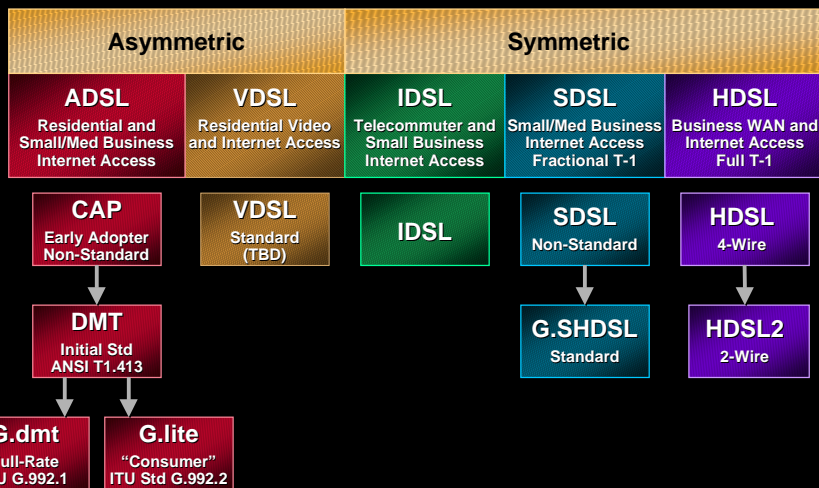 Asymmetric
Symmetric
ADSL
Residential and
Small/Med Business
Internet Access
VDSL
Residential Video
and Internet Access
IDSL
Telecommuter and
Small Business
Internet Access
SDSL
Small/Med Business
Internet Access
Fractional T-1
HDSL
Business WAN and
Internet Access
Full T-1
CAP
Early Adopter
Non-Standard
VDSL
Standard
(TBD)
IDSL
SDSL
Non-Standard
HDSL
4-Wire
DMT
Initial Std
ANSI T1.413
G.SHDSL
Standard
HDSL2
2-Wire
G.dmt
G.992.1
G.lite
“Consumer”
ITU Std G.992.2